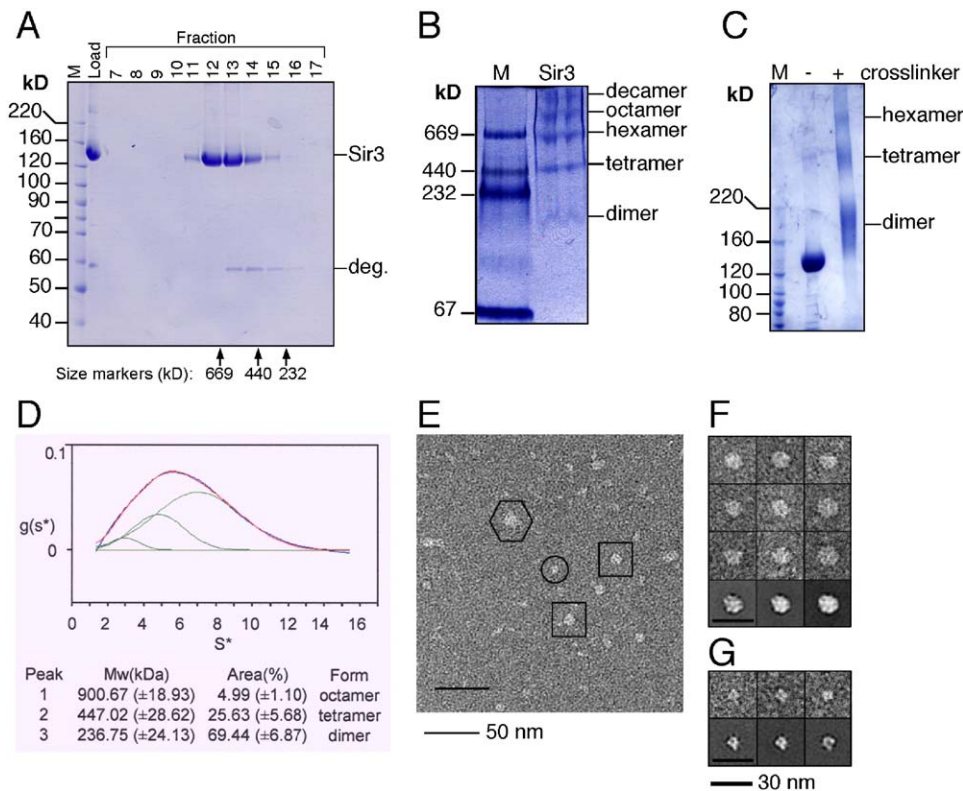 A
Fraction
M Load 7 8 9 10 11 12 13 14 15 16 17
kD
220
160
120
100
90
80
70
60
50
40
Sir3
deg.
Size markers (kD): 669 440 232
B
M Sir3
kD
669
440
232
67
decamer
octamer
hexamer
tetramer
dimer
C
M - + crosslinker
kD
220
160
120
100
80
hexamer
tetramer
dimer
D
0.1
g(s*)
0
0 2 4 6 8 10 12 14 16
S*
Peak Mw(kDa) Area(%) Form
1 900.67 (±18.93) 4.99 (±1.10) octamer
2 447.02 (±28.62) 25.63 (±5.68) tetramer
3 236.75 (±24.13) 69.44 (±6.87) dimer
E
50 nm
F
G
30 nm